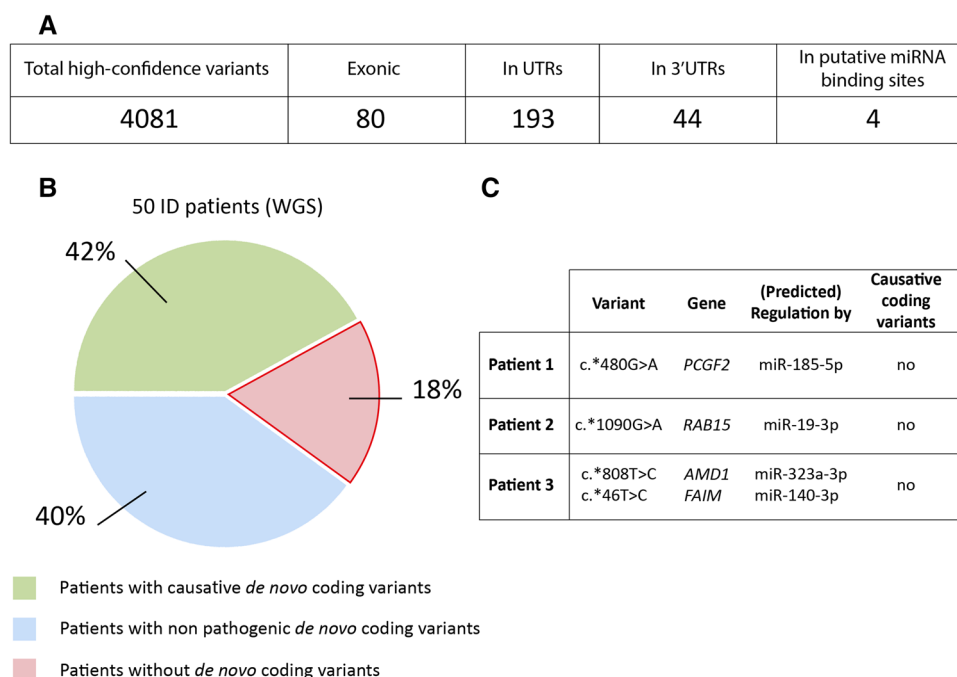 A
Total high-confidence variants
Exonic
In UTRs
In 3'UTRs
In putative miRNA
binding sites
4081
80
193
44
4
B
50 ID patients (WGS)
42%
18%
40%
Patients with causative de novo coding variants
Patients with non pathogenic de novo coding variants
Patients without de novo coding variants
C
Variant
Gene
(Predicted)
Regulation by
Causative
coding
variants
Patient 1
c.*480G>A
PCGF2
miR-185-5p
no
Patient 2
c.*1090G>A
RAB15
miR-19-3p
no
Patient 3
c.*808T>C
AMD1
miR-323a-3p
c.*46T>C
FAIM
miR-140-3p
no